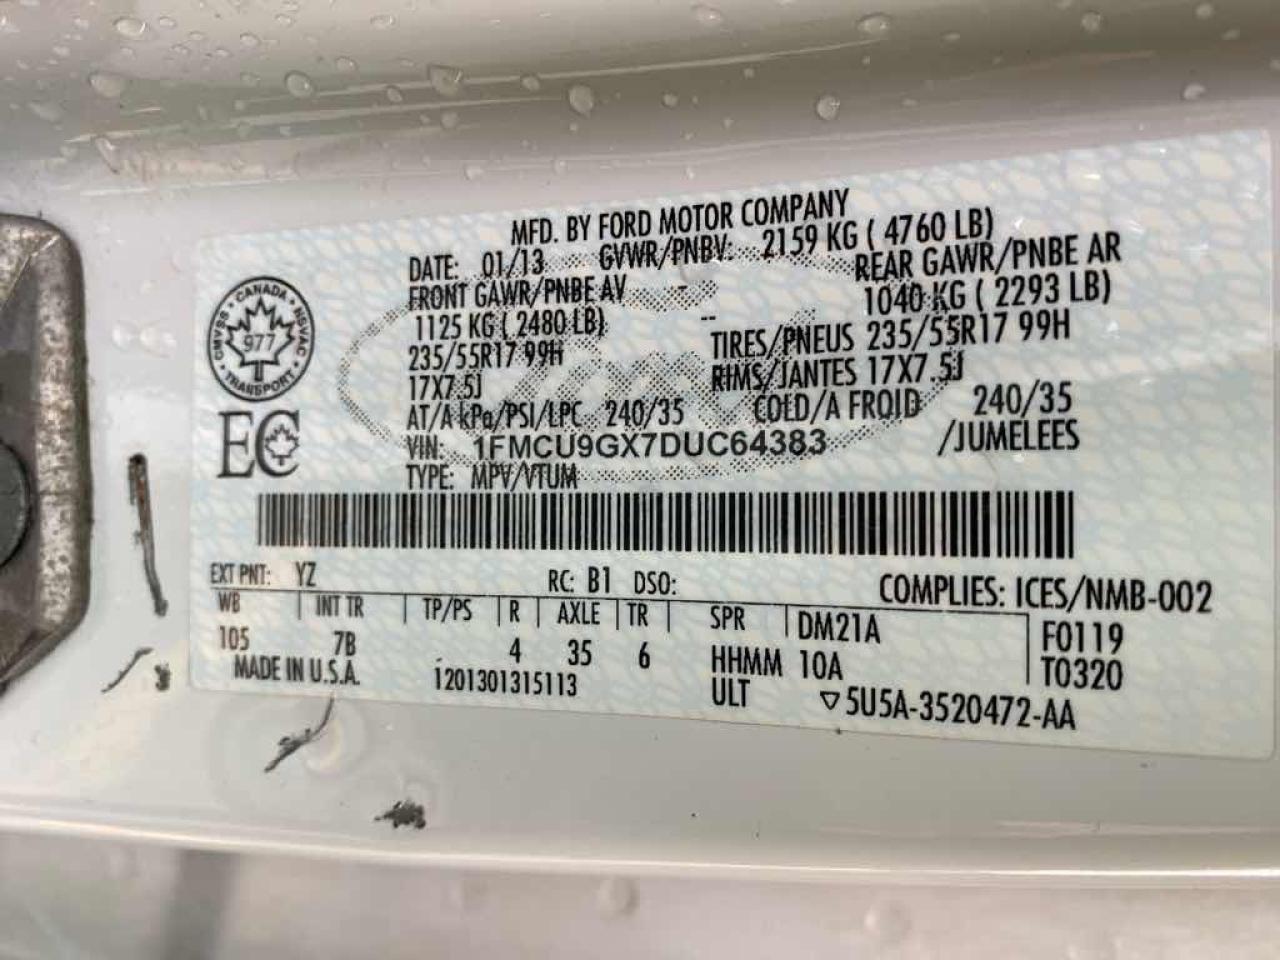 MFD. BY FORD MOTOR COMPANY
DATE: 01/13 GVWR/PNBV: 2159 KG ( 4760 LB)
FRONT GAWR/PNBE AV - REAR GAWR/PNBE AR
1125 KG ( 2480 LB) -- 1040 KG ( 2293 LB)
235/55R17 99H TIRES/PNEUS 235/55R17 99H
17X7.5J RIMS/JANTES 17X7.5J
AT/A kPa/PSI/LPC 240/35 COLD/A FROID 240/35
VIN: 1FMCU9GX7DUC64383 /JUMELEES
TYPE: MPV/VTUM
CANADA
CMVSS • NSVAC
977
TRANSPORT
EC
EXT PNT: YZ RC: B1 DSO: COMPLIES: ICES/NMB-002
WB INT TR TP/PS R AXLE TR SPR DM21A F0119
105 7B - 4 35 6 HHMM 10A T0320
MADE IN U.S.A. 1201301315113 ULT ▽5U5A-3520472-AA